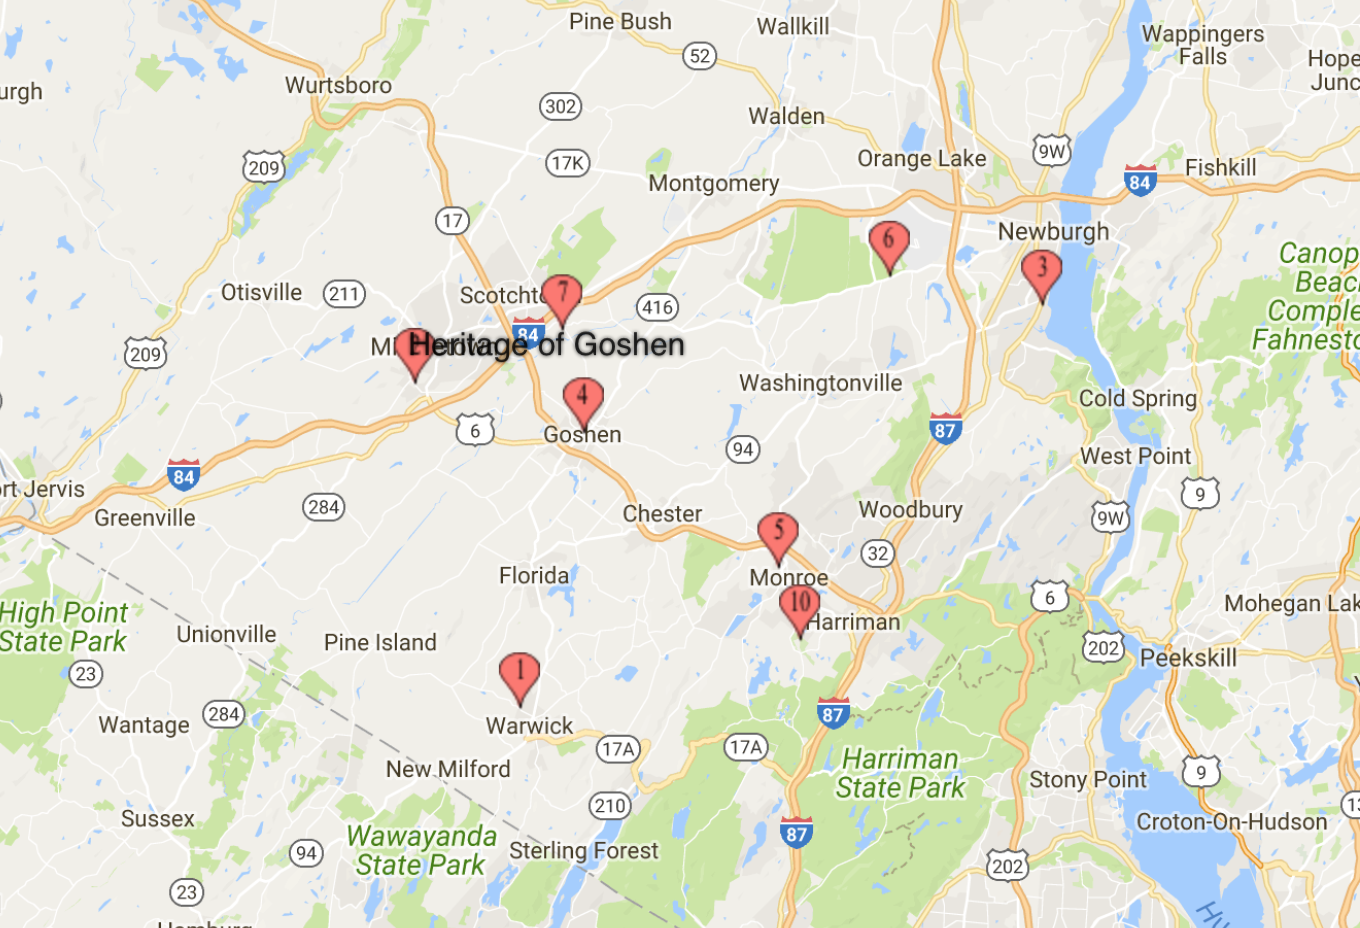 Pine Bush
Wallkill
Wappingers
Falls
52
Hope
Junc
Wurtsboro
urgh
302
Walden
9W
Orange Lake
209
17K
Fishkill
84
Montgomery
17
Newburgh
6
3
Canop
Beac
Comple
Fahnesto
Otisville
211
Scotcht
7
416
84
Heritage of Goshen
209
Washingtonville
4
Cold Spring
6
Goshen
87
94
West Point
84
rt Jervis
9
Greenville
284
Chester
Woodbury
9W
5
32
Florida
Monroe
6
10
Mohegan Lak
High Point
State Park
Harriman
Unionville
Pine Island
202
Peekskill
23
1
Wantage
284
Warwick
87
17A
17A
New Milford
Harriman
State Park
9
Stony Point
210
Sussex
Croton-On-Hudson
87
Wawayanda
State Park
94
Sterling Forest
202
23